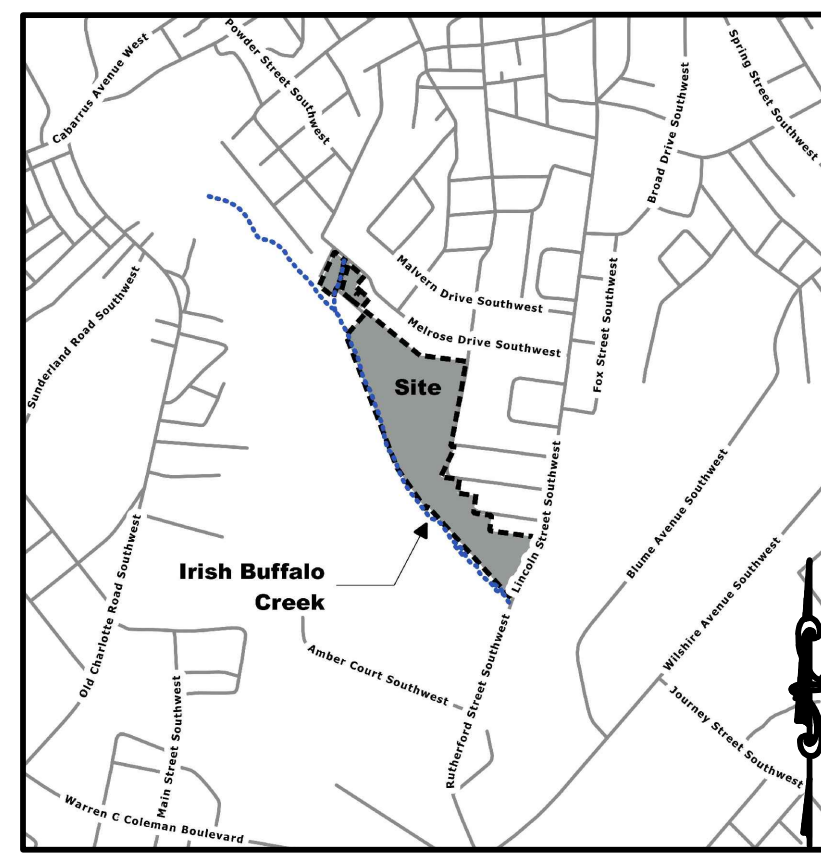 Cabarrus Avenue West
Powder Street Southwest
Spring Street Southwest
Broad Drive Southwest
Sunderland Road Southwest
Malvern Drive Southwest
Melrose Drive Southwest
Fox Street Southwest
Site
Lincoln Street Southwest
Blume Avenue Southwest
Old Charlotte Road Southwest
Irish Buffalo
Creek
Wilshire Avenue Southwest
Amber Court Southwest
Rutherford Street Southwest
Main Street Southwest
Journey Street Southwest
Warren C Coleman Boulevard